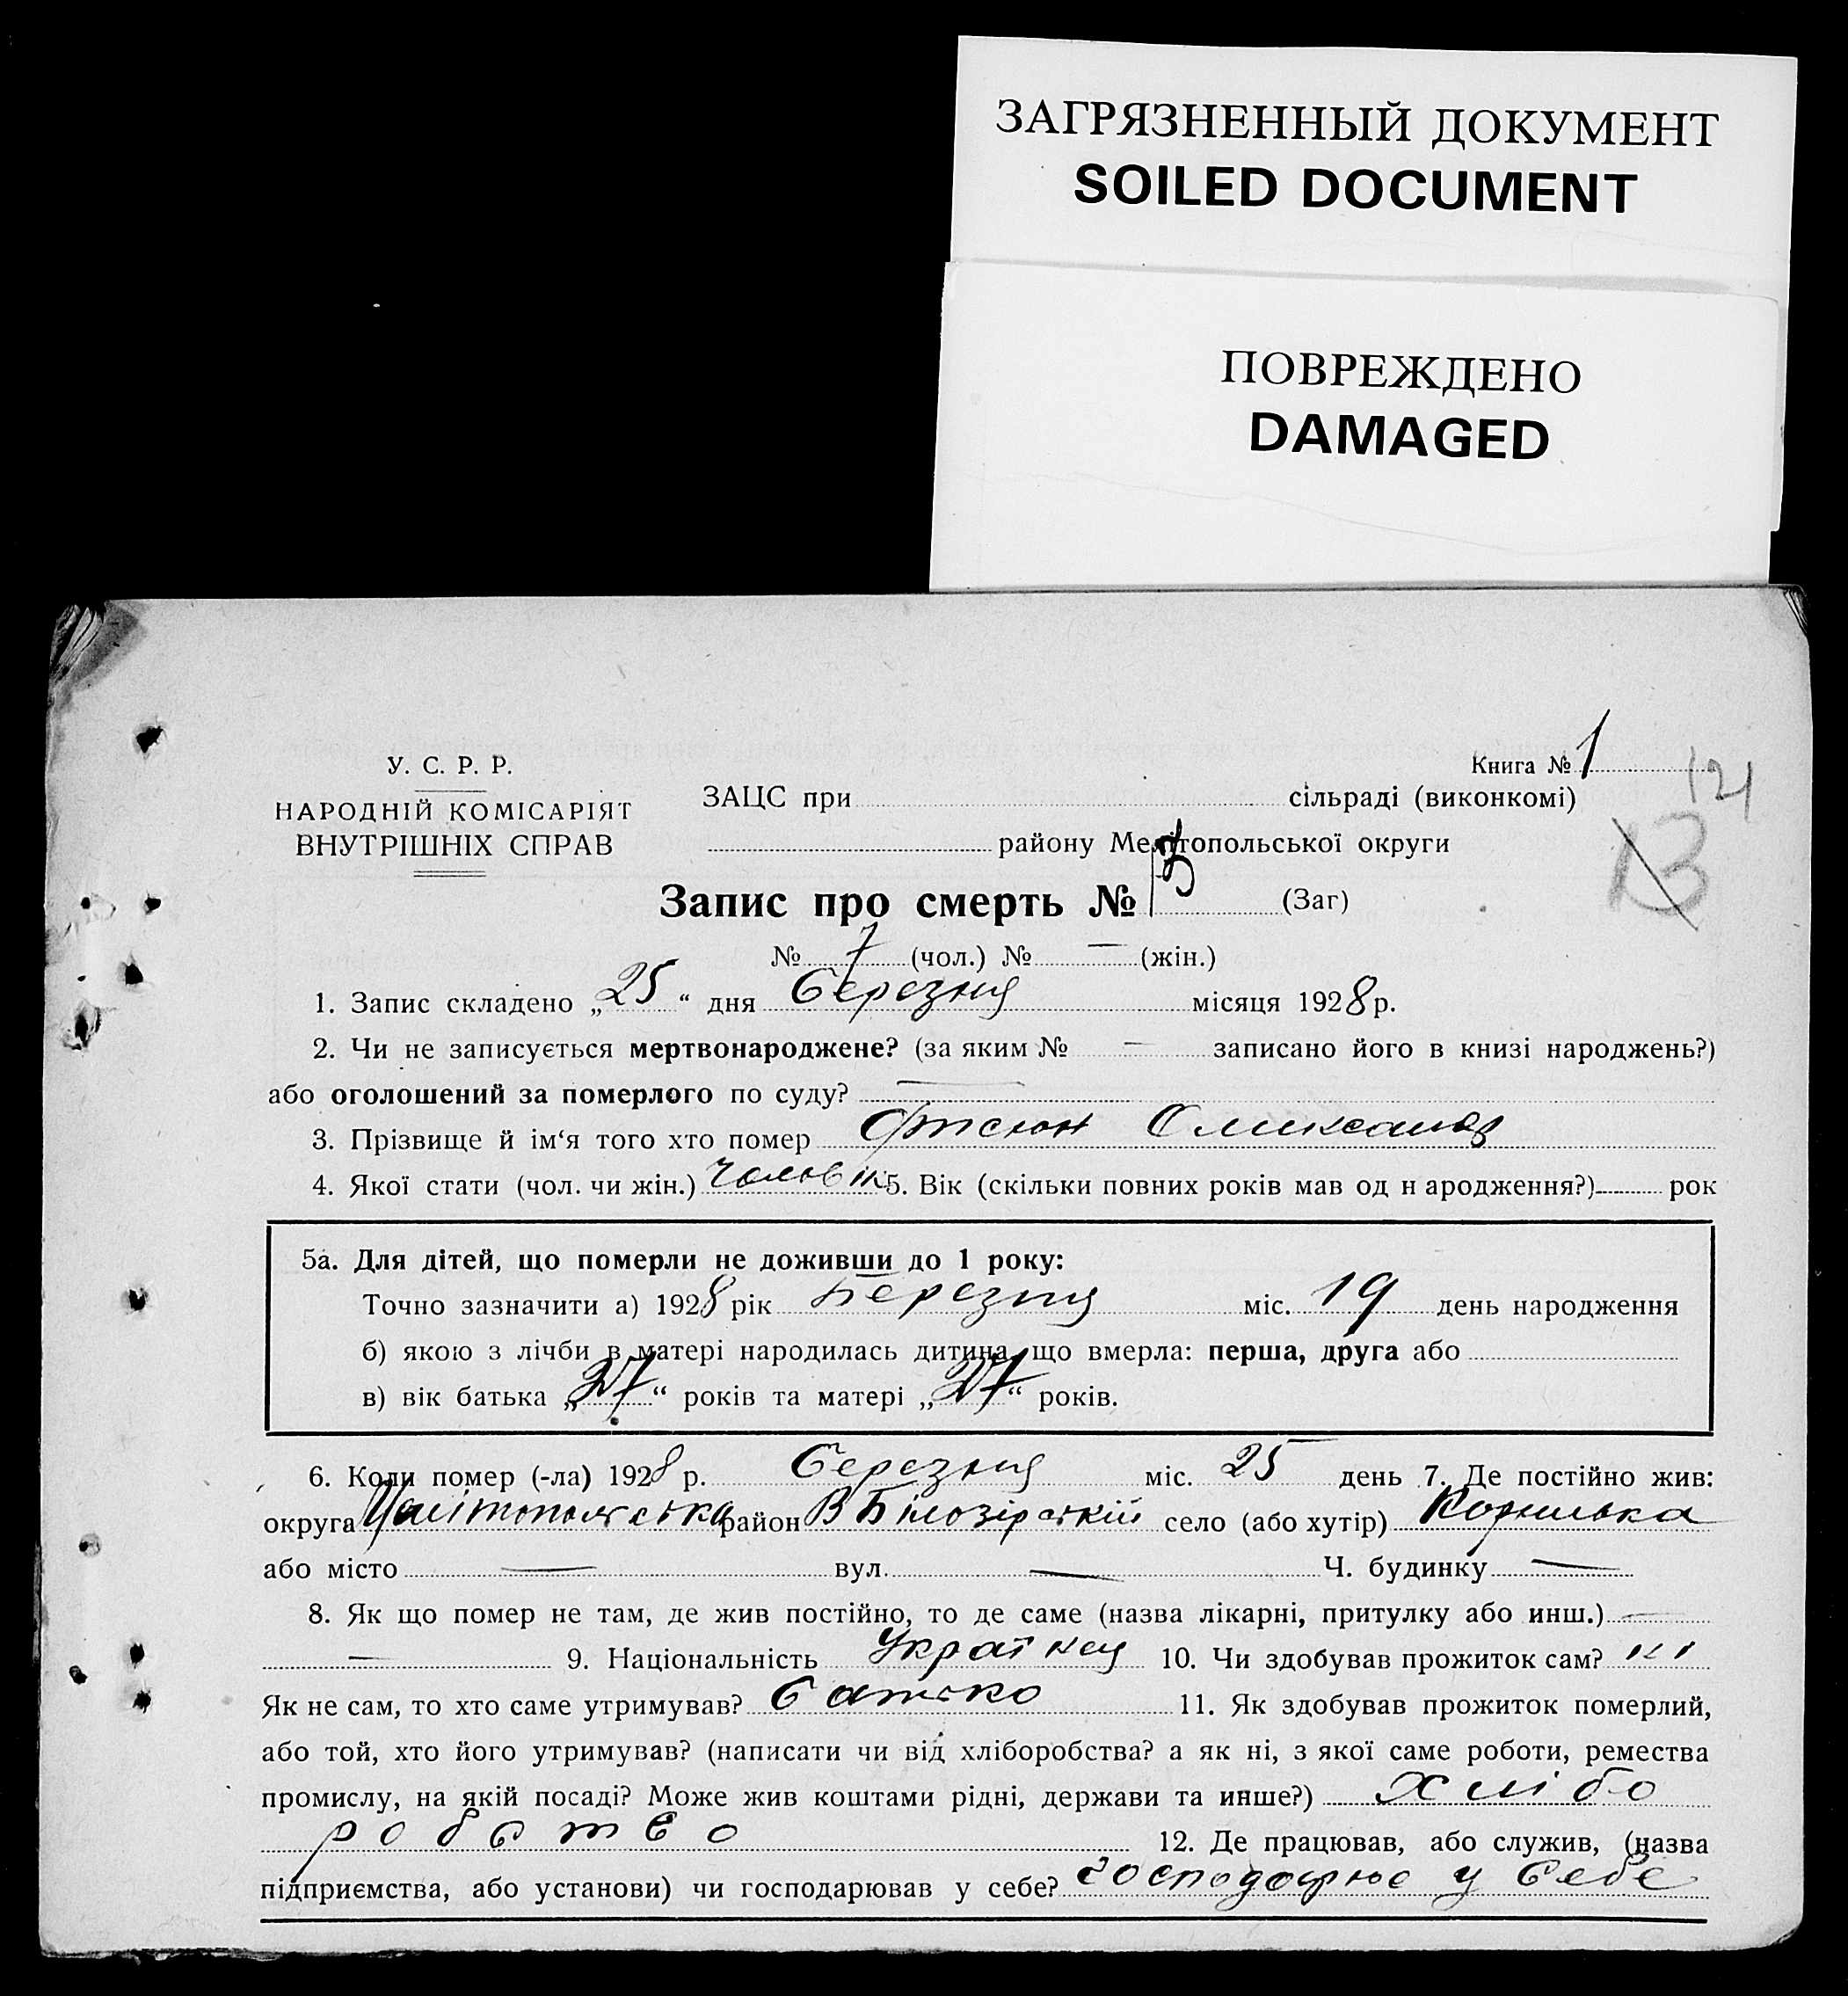 ЗАГРЯЗНЕННЫЙ ДОКУМЕНТ
SOILED DOCUMENT
ПОВРЕЖДЕНО
DAMAGED
У. С. Р. Р.
НАРОДНІЙ КОМІСАРІЯТ
ВНУТРІШНІХ СПРАВ
Книга № 1
121
ЗАЦС при сільраді (виконкомі)
району Мелітопольської округи
13
Запис про смерть № 13 (Заг)
№ 7 (чол.) № — (жін.)
1. Запис складено „25“ дня березня місяця 1928 р.
2. Чи не записується мертвонароджене? (за яким № — записано його в книзі народжень?)
або оголошений за померлого по суду? —
3. Прізвище й ім‘я того хто помер
4. Якої стати (чол. чи жін.) чоловік 5. Вік (скільки повних років мав од н ародження?) рок
5а. Для дітей, що померли не доживши до 1 року:
Точно зазначити а) 1928 рік Березня міс. 19 день народження
б) якою з лічби в матері народилась дитина, що вмерла: перша, друга або
в) вік батька „27“ років та матері „27“ років.
6. Коли помер (-ла) 1928 р. березня міс. 25 день 7. Де постійно жив:
округа Мелітопольська район В Білозірській село (або хутір)
або місто — вул. — Ч. будинку —
8. Як що помер не там, де жив постійно, то де саме (назва лікарні, притулку або инш.) —
— 9. Національність Українец 10. Чи здобував прожиток сам? ні
Як не сам, то хто саме утримував? батько 11. Як здобував прожиток померлий,
або той, хто його утримував? (написати чи від хліборобства? а як ні, з якої саме роботи, ремества
промислу, на якій посаді? Може жив коштами рідні, держави та инше?) Хлібо
робство 12. Де працював, або служив, (назва
підприємства, або установи) чи господарював у себе? господарює у себе